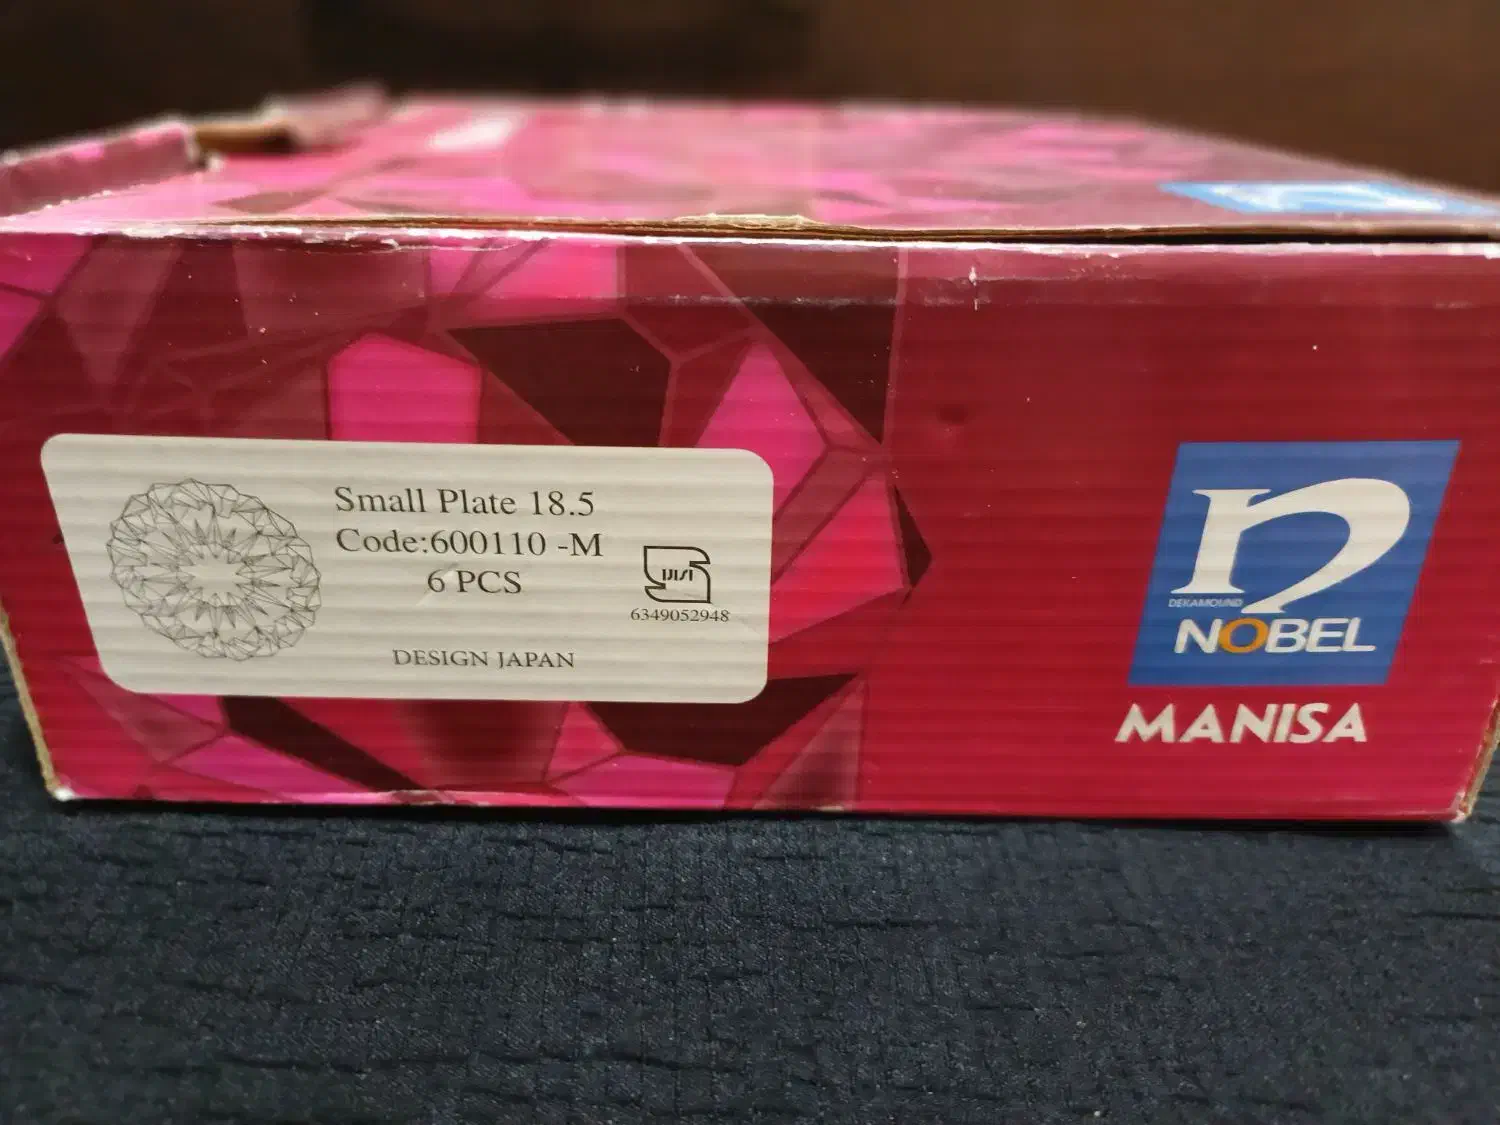 Small Plate 18.5
Code:600110 -M
6 PCS
6349052948
DESIGN JAPAN
n
DEKAMOUND
NOBEL
MANISA